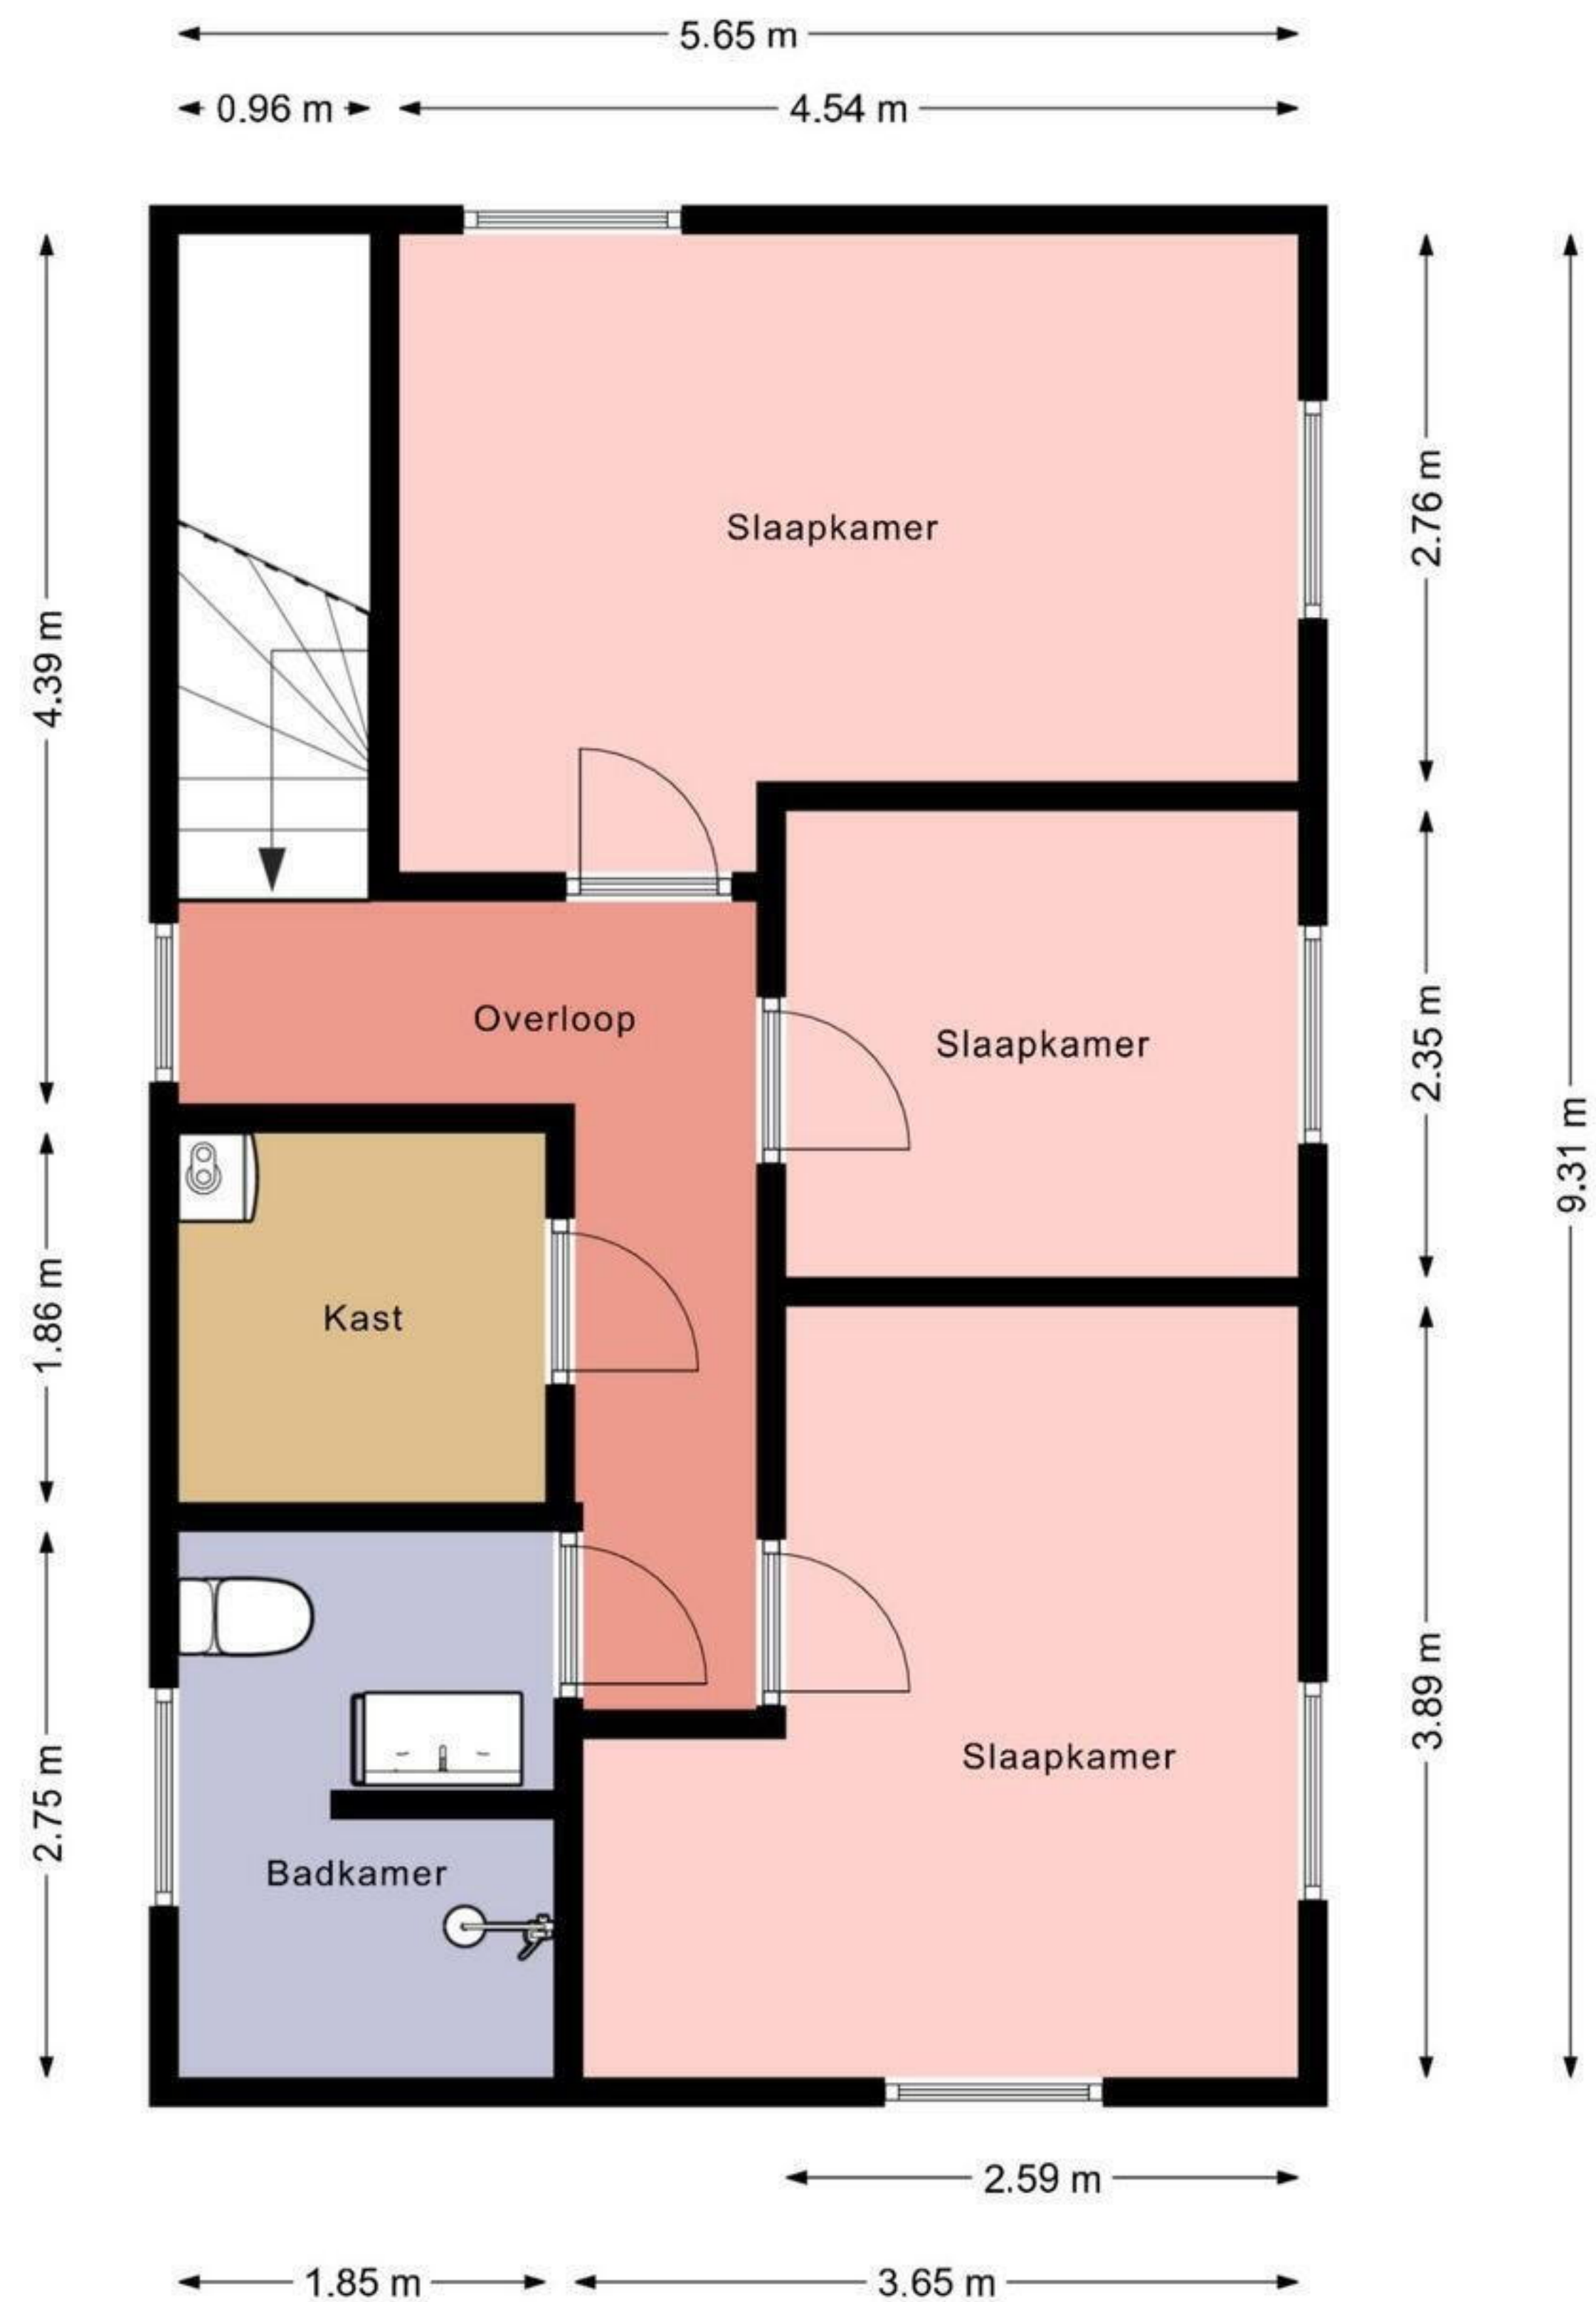 5.65 m
0.96 m
4.54 m
Slaapkamer
2.76 m
4.39 m
Overloop
Slaapkamer
2.35 m
9.31 m
Kast
1.86 m
Slaapkamer
3.89 m
2.75 m
Badkamer
2.59 m
1.85 m
3.65 m